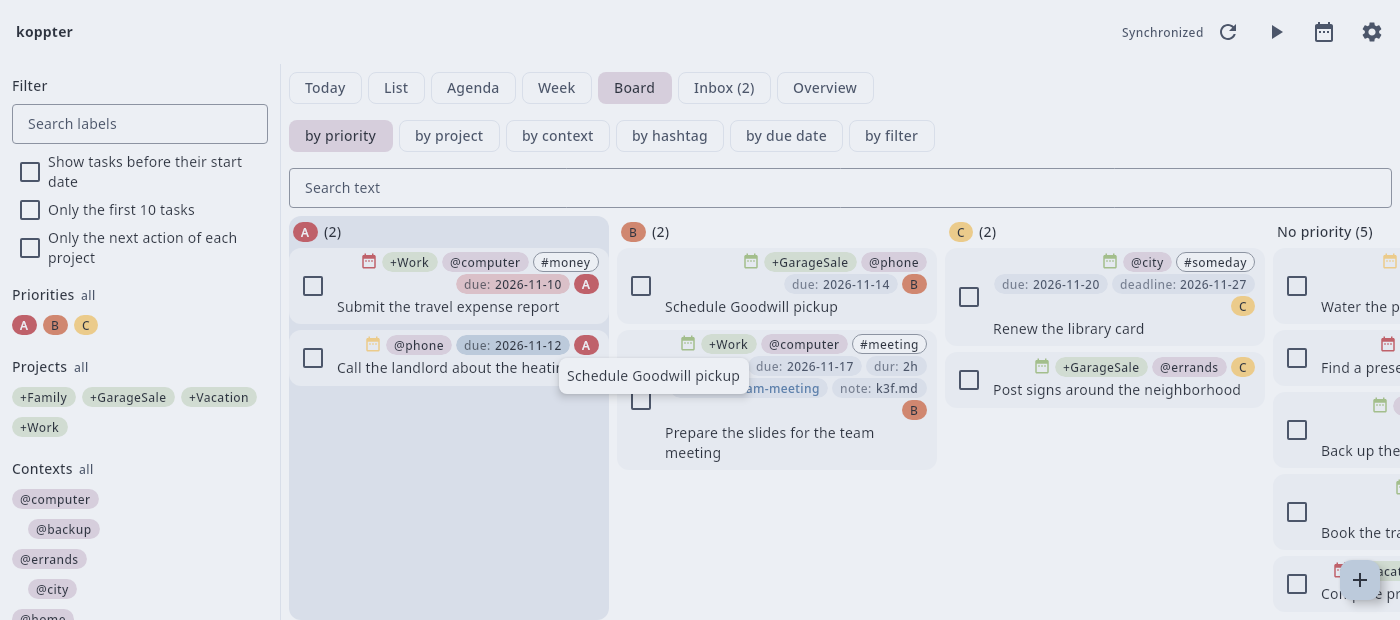 koppter
Synchronized
Filter
Search labels
Show tasks before their start
date
Only the first 10 tasks
Only the next action of each
project
Priorities all
A B C
Projects all
+Family +GarageSale +Vacation
+Work
Contexts all
@computer
@backup
@errands
@city
@home
Today List Agenda Week Board Inbox (2) Overview
by priority by project by context by hashtag by due date by filter
Search text
A (2)
+Work @computer #money
due: 2026-11-10 A
Submit the travel expense report
@phone due: 2026-11-12 A
Call the landlord about the
Schedule Goodwill pickup
B (2)
+GarageSale @phone
due: 2026-11-14 B
Schedule Goodwill pickup
+Work @computer #meeting
due: 2026-11-17 dur: 2h
am-meeting note: k3f.md
B
Prepare the slides for the team
meeting
C (2)
@city #someday
due: 2026-11-20 deadline: 2026-11-27
C
Renew the library card
+GarageSale @errands C
Post signs around the neighborhood
No priority (5)
Water the
Find a
Back up the
Book the
+